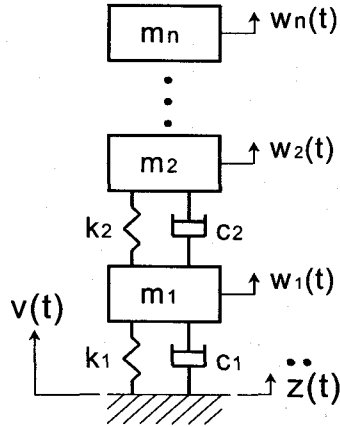 mn wn(t)
m2 w2(t)
k2 c2
m1 w1(t)
v(t)
k1 c1 z̈(t)